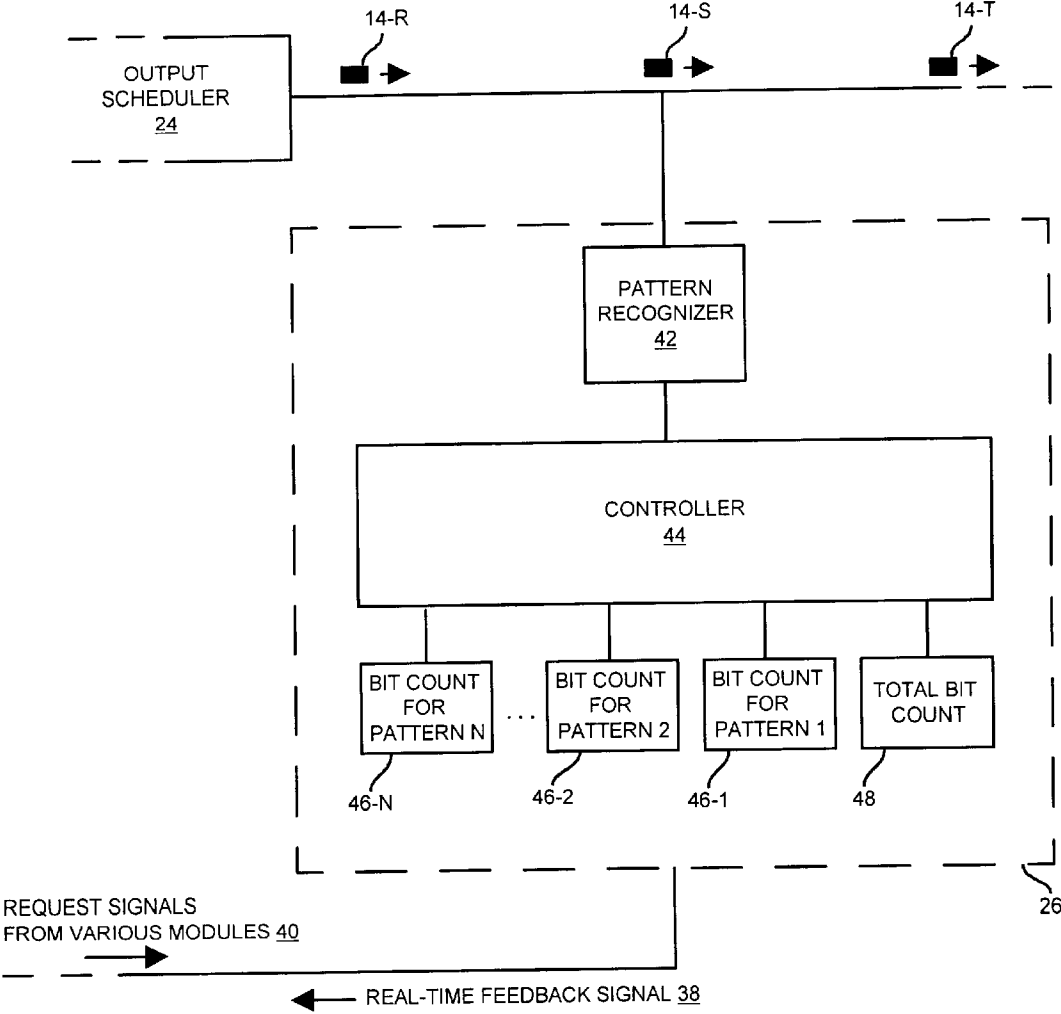 14-R
14-S
14-T
OUTPUT
SCHEDULER
24
PATTERN
RECOGNIZER
42
CONTROLLER
44
BIT COUNT
FOR
PATTERN N
. . .
BIT COUNT
FOR
PATTERN 2
BIT COUNT
FOR
PATTERN 1
TOTAL BIT
COUNT
46-N
46-2
46-1
48
26
REQUEST SIGNALS
FROM VARIOUS MODULES 40
REAL-TIME FEEDBACK SIGNAL 38